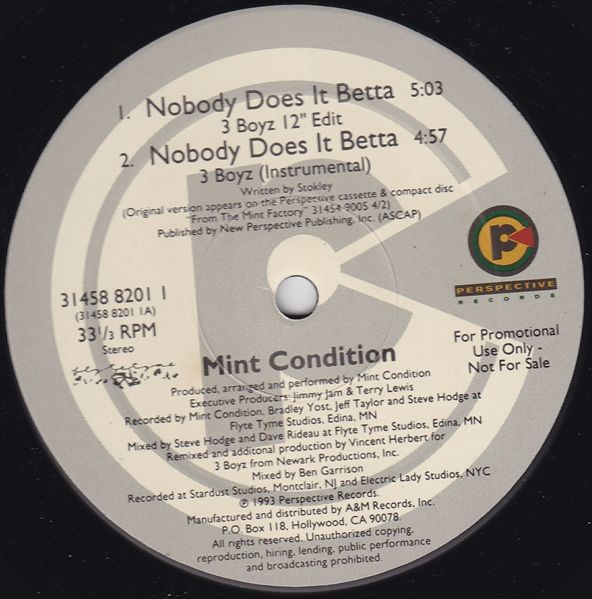 1. Nobody Does It Betta 5:03
3 Boyz 12" Edit
2. Nobody Does It Betta 4:57
3 Boyz (Instrumental)
Written by Stokley
(Original version appears on the Perspective cassette & compact disc
"From The Mint Factory" 31454 9005 4/2)
Published by New Perspective Publishing, Inc. (ASCAP)
P
PERSPECTIVE
RECORDS
31458 8201 1
(31458 8201 1A)
33 1/3 RPM
Stereo
For Promotional
Use Only -
Not For Sale
Mint Condition
Produced, arranged and performed by Mint Condition
Executive Producers: Jimmy Jam & Terry Lewis
Recorded by Mint Condition, Bradley Yost, Jeff Taylor and Steve Hodge at
Flyte Tyme Studios, Edina, MN
Mixed by Steve Hodge and Dave Rideau at Flyte Tyme Studios, Edina, MN
Remixed and additonal production by Vincent Herbert for
3 Boyz from Newark Productions, Inc.
Mixed by Ben Garrison
Recorded at Stardust Studios, Montclair, NJ and Electric Lady Studios, NYC
℗ 1993 Perspective Records.
Manufactured and distributed by A&M Records, Inc.
P.O. Box 118, Hollywood, CA 90078.
All rights reserved. Unauthorized copying,
reproduction, hiring, lending, public performance
and broadcasting prohibited.